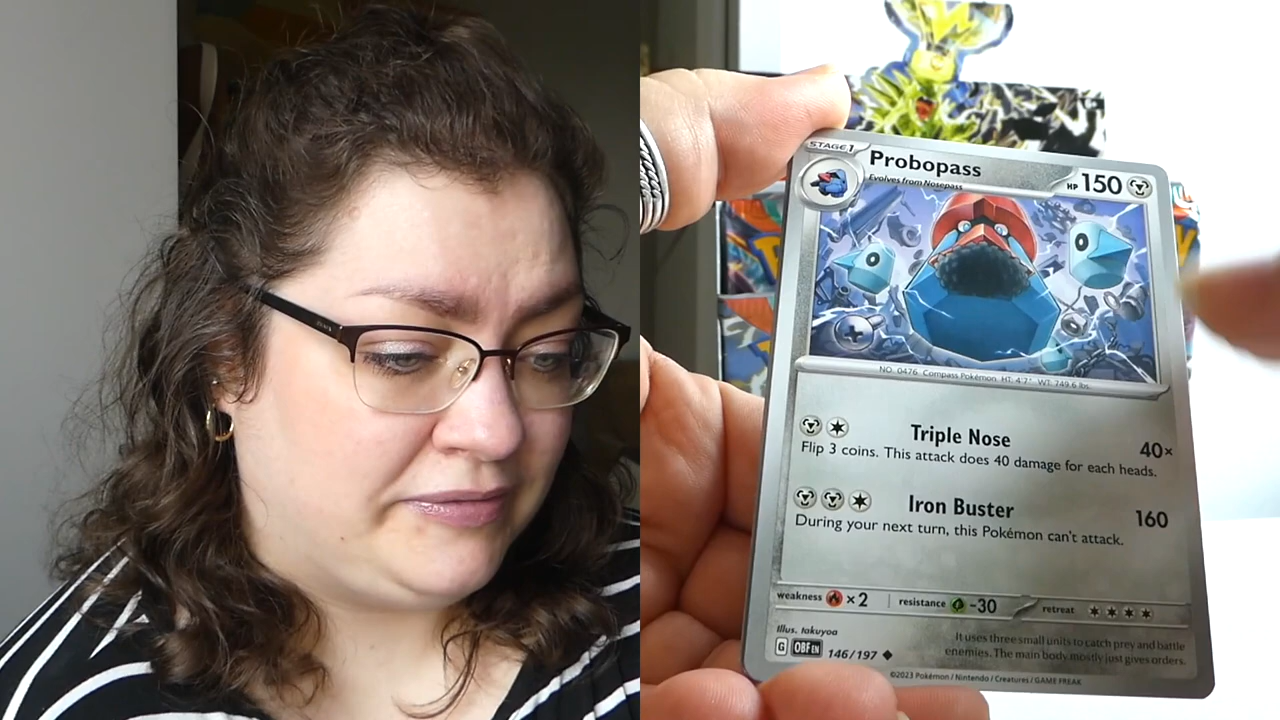 STAGE 1
Probopass
HP 150
Evolves from Nosepass
NO. 0476 Compass Pokémon HT: 4'7" WT: 749.6 lbs.
Triple Nose 40×
Flip 3 coins. This attack does 40 damage for each heads.
Iron Buster 160
During your next turn, this Pokémon can't attack.
weakness ×2 resistance -30 retreat
Illus. takuyoa
It uses three small units to catch prey and battle
enemies. The main body mostly just gives orders.
G OBF EN 146/197
©2023 Pokémon / Nintendo / Creatures / GAME FREAK